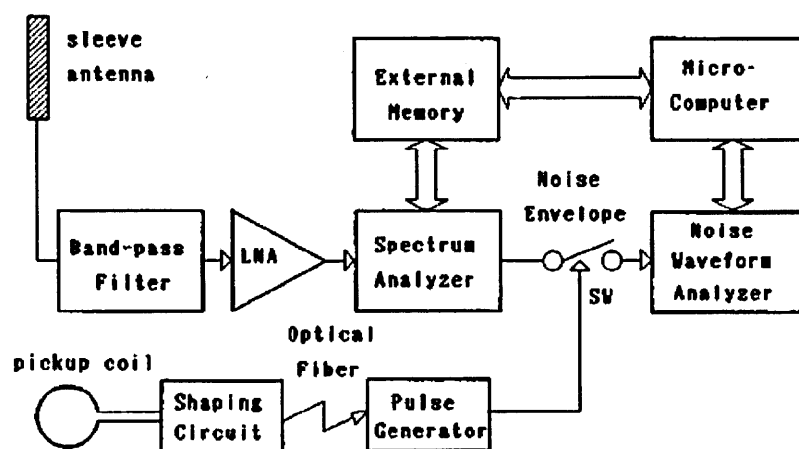 sleeve
antenna
External
Memory
Micro-
Computer
Band-pass
Filter
LNA
Spectrum
Analyzer
Noise
Envelope
SW
Noise
Waveform
Analyzer
pickup coil
Shaping
Circuit
Optical
Fiber
Pulse
Generator